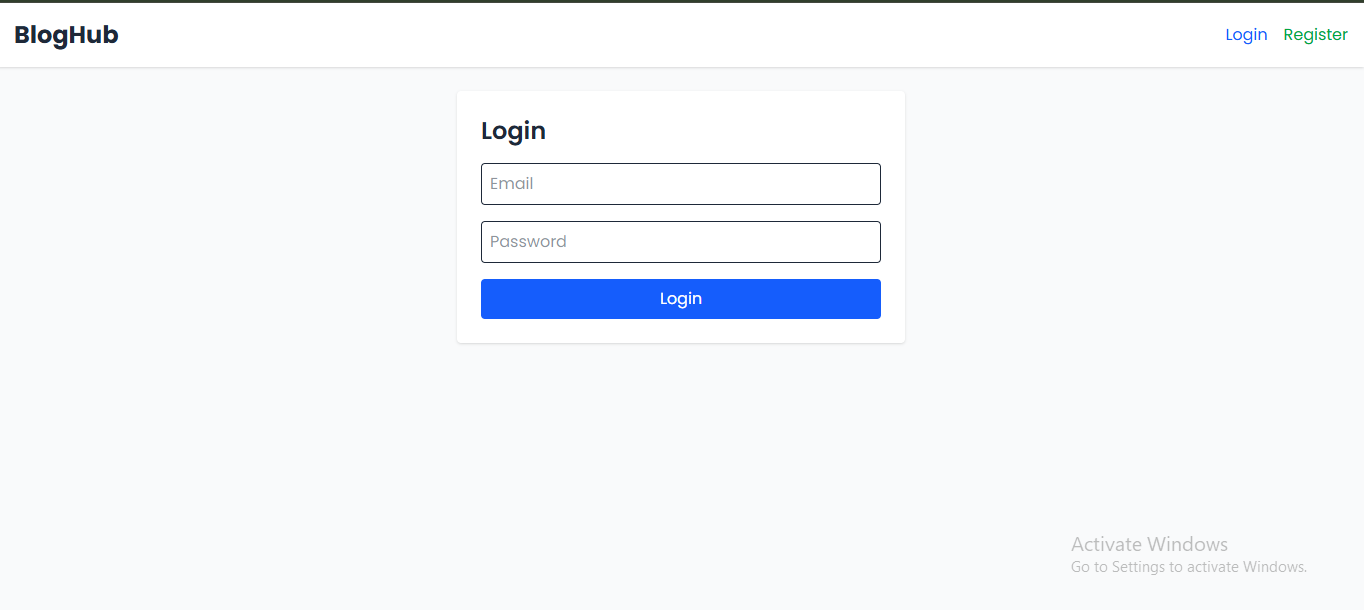 BlogHub
Login Register
Login
Email
Password
Login
Activate Windows
Go to Settings to activate Windows.